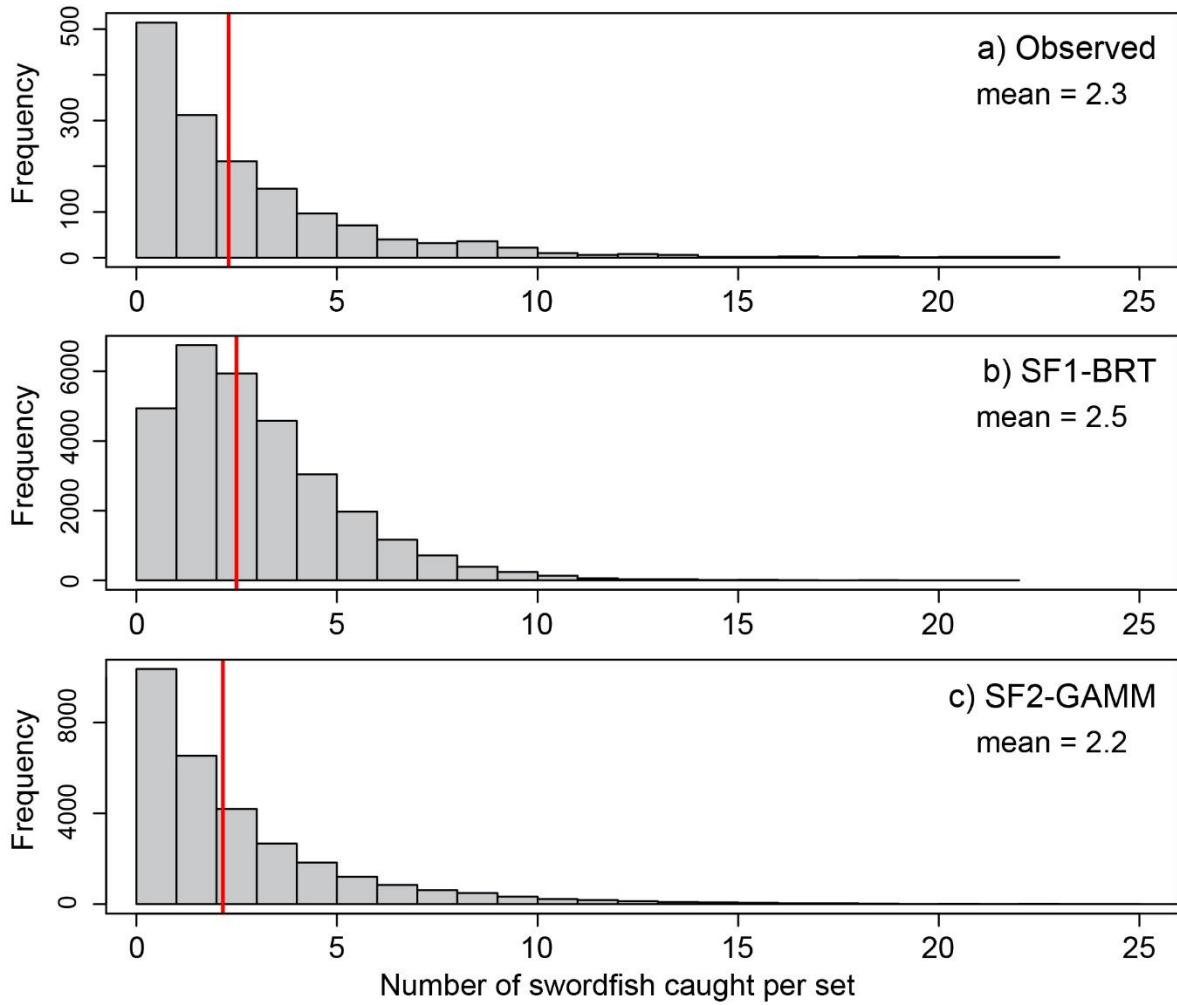 a) Observed
mean = 2.3
Frequency
500
300
100
0
0 5 10 15 20 25
b) SF1-BRT
mean = 2.5
Frequency
6000
4000
2000
0
0 5 10 15 20 25
c) SF2-GAMM
mean = 2.2
Frequency
8000
4000
0
0 5 10 15 20 25
Number of swordfish caught per set